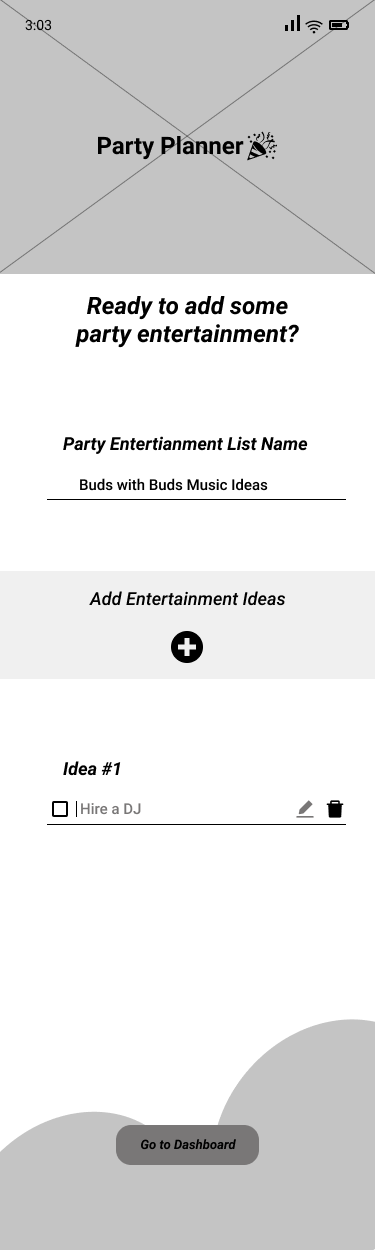 3:03
Party Planner
Ready to add some
party entertainment?
Party Entertianment List Name
Buds with Buds Music Ideas
Add Entertainment Ideas
Idea #1
Hire a DJ
Go to Dashboard